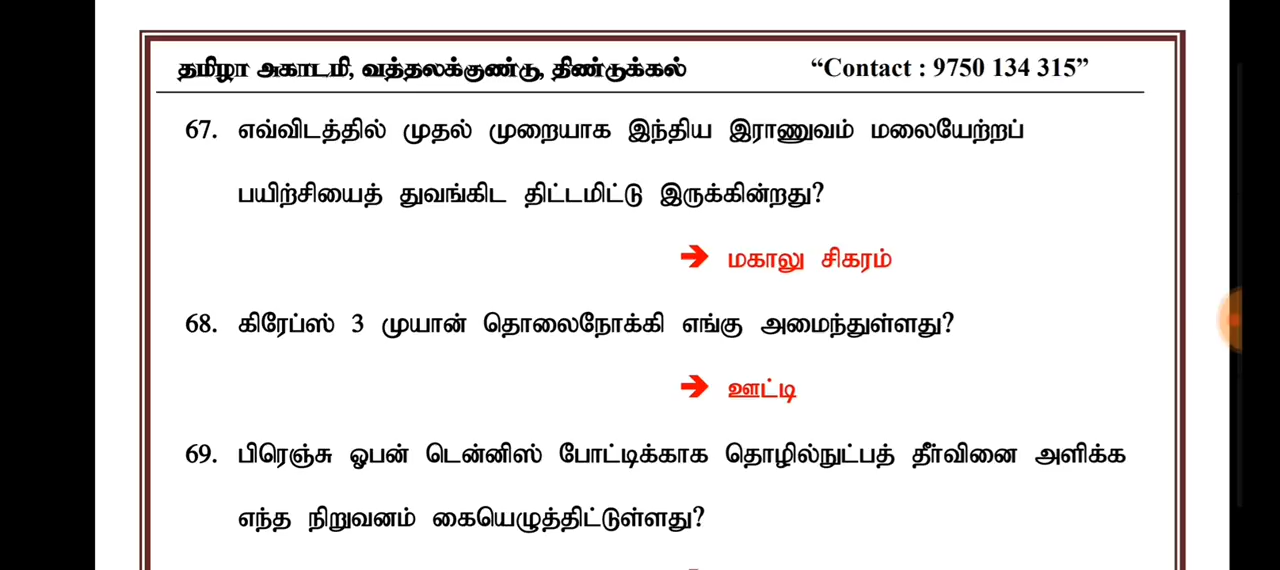 தமிழா அகாடமி, வத்தலக்குண்டு, திண்டுக்கல் “Contact : 9750 134 315”
67. எவ்விடத்தில் முதல் முறையாக இந்திய இராணுவம் மலையேற்றப்
பயிற்சியைத் துவங்கிட திட்டமிட்டு இருக்கின்றது?
➔ மகாலு சிகரம்
68. கிரேப்ஸ் 3 முயான் தொலைநோக்கி எங்கு அமைந்துள்ளது?
➔ ஊட்டி
69. பிரெஞ்சு ஓபன் டென்னிஸ் போட்டிக்காக தொழில்நுட்பத் தீர்வினை அளிக்க
எந்த நிறுவனம் கையெழுத்திட்டுள்ளது?